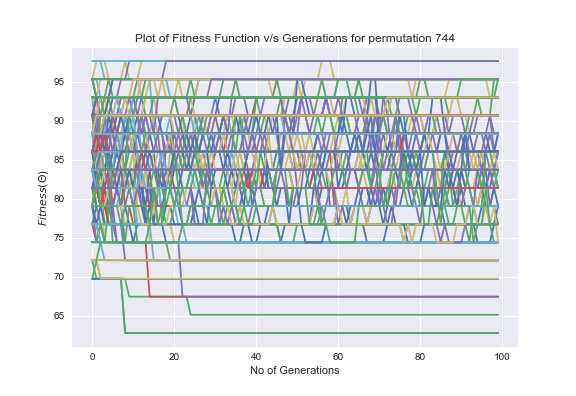 Plot of Fitness Function v/s Generations for permutation 744
95
90
85
80
75
70
65
Fitness(Θ)
0 20 40 60 80 100
No of Generations